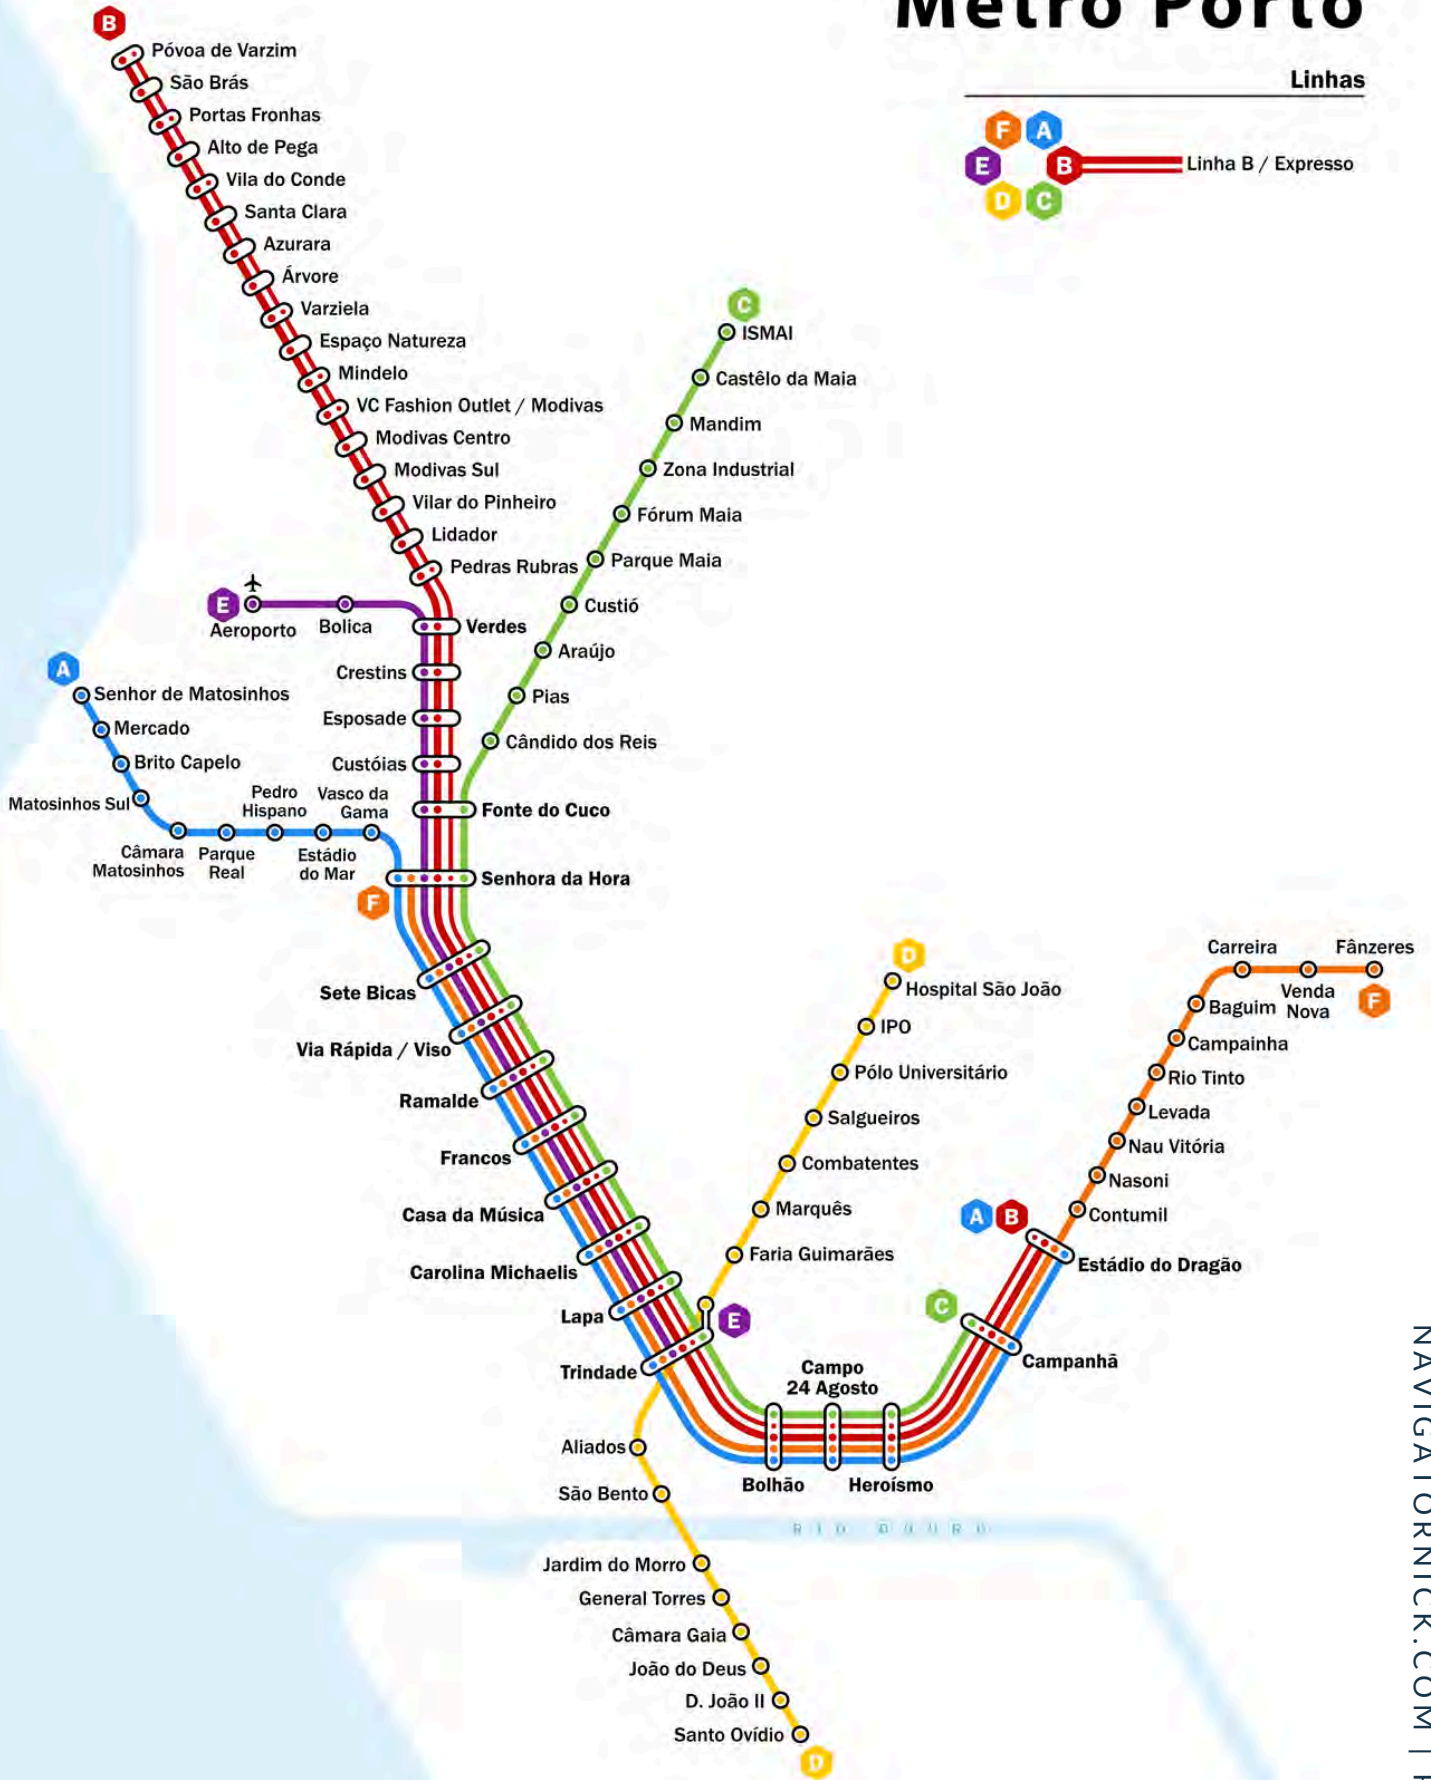 Metro Porto
Linhas
F
A
E
B
Linha B / Expresso
D
C
B
Póvoa de Varzim
São Brás
Portas Fronhas
Alto de Pega
Vila do Conde
Santa Clara
Azurara
Árvore
Varziela
Espaço Natureza
Mindelo
VC Fashion Outlet / Modivas
Modivas Centro
Modivas Sul
Vilar do Pinheiro
Lidador
Pedras Rubras
C
ISMAI
Castêlo da Maia
Mandim
Zona Industrial
Fórum Maia
Parque Maia
Custió
Araújo
Pias
Cândido dos Reis
E
Aeroporto
Bolica
Verdes
Crestins
Esposade
Custóias
Fonte do Cuco
Senhora da Hora
A
Senhor de Matosinhos
Mercado
Brito Capelo
Matosinhos Sul
Câmara
Matosinhos
Parque
Real
Pedro
Hispano
Estádio
do Mar
Vasco da
Gama
F
Sete Bicas
Via Rápida / Viso
Ramalde
Francos
Casa da Música
Carolina Michaelis
Lapa
Trindade
E
D
Hospital São João
IPO
Pólo Universitário
Salgueiros
Combatentes
Marquês
Faria Guimarães
Aliados
São Bento
Jardim do Morro
General Torres
Câmara Gaia
João do Deus
D. João II
Santo Ovídio
D
Bolhão
Campo
24 Agosto
Heroísmo
C
Campanhã
A
B
Estádio do Dragão
Contumil
Nasoni
Nau Vitória
Levada
Rio Tinto
Campainha
Baguim
Carreira
Venda
Nova
Fânzeres
F
RIO DOURO
NAVIGATORNICK.COM |